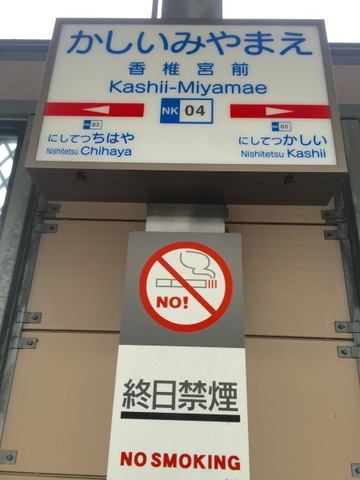 かしいみやまえ
香椎宮前
Kashii-Miyamae
NK 04
NK 03
にしてつちはや
Nishitetsu Chihaya
NK 05
にしてつかしい
Nishitetsu Kashii
NO!
終日禁煙
NO SMOKING